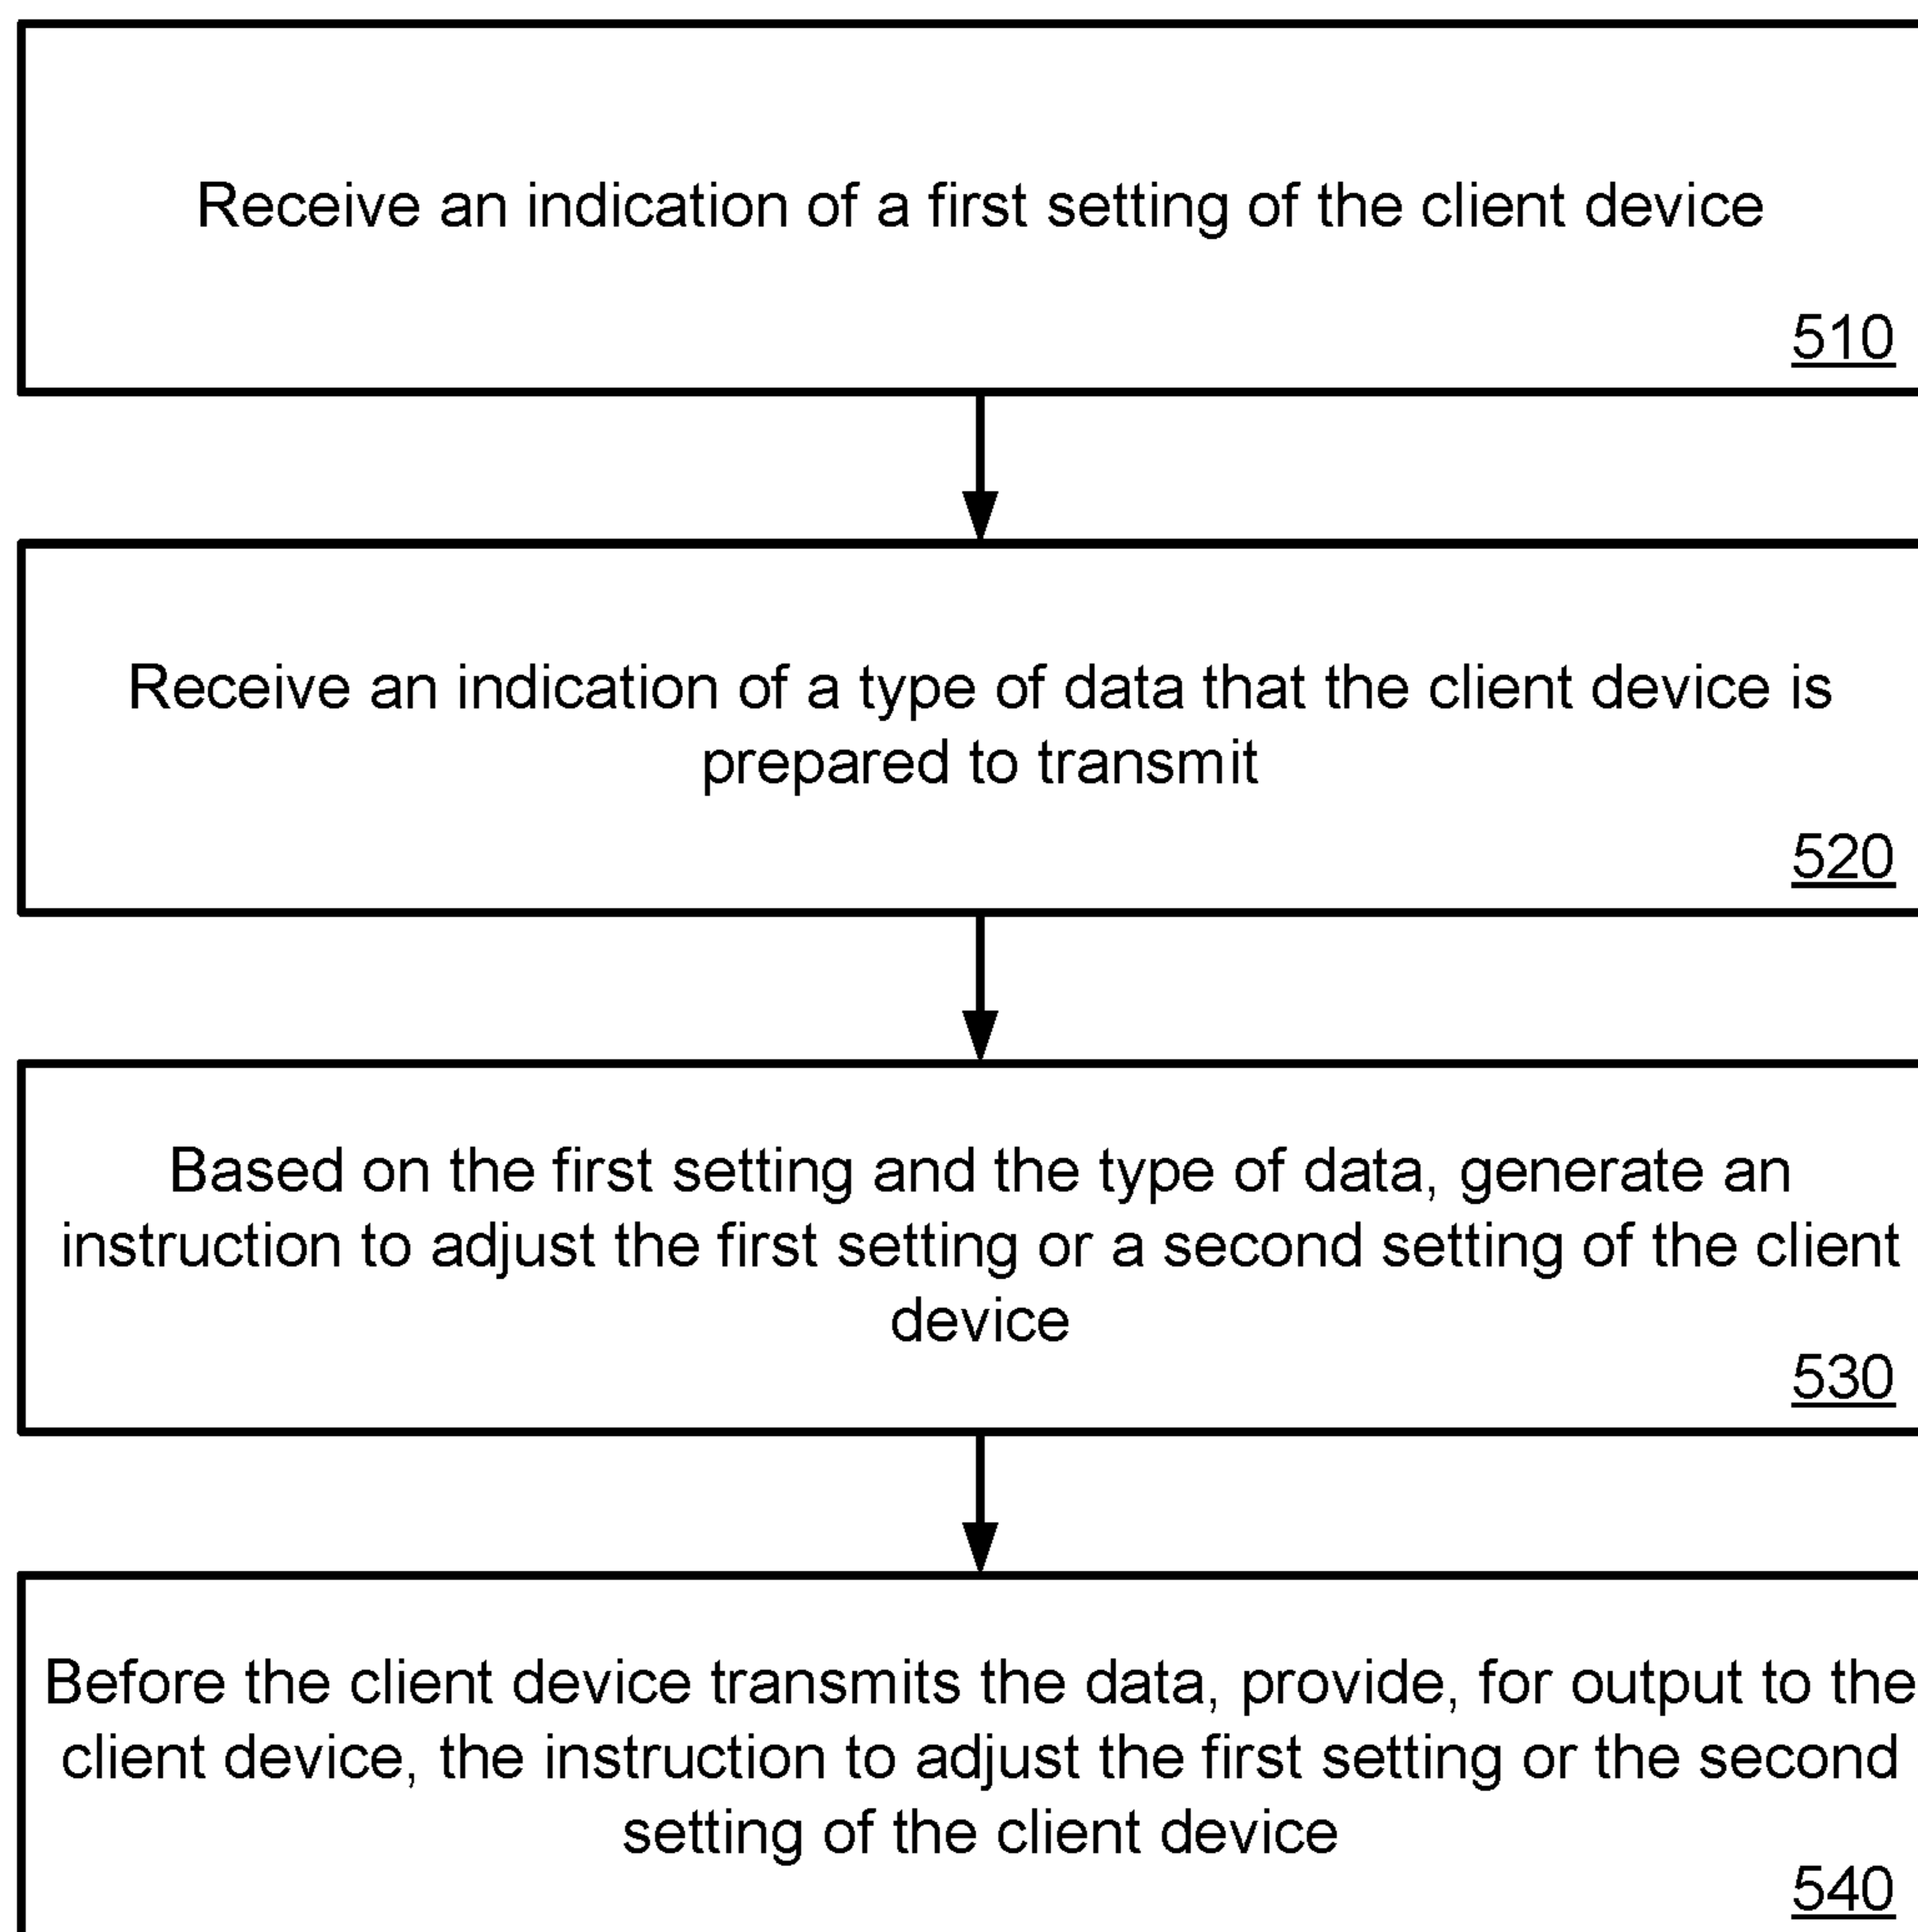 Receive an indication of a first setting of the client device
510
Receive an indication of a type of data that the client device is
prepared to transmit
520
Based on the first setting and the type of data, generate an
instruction to adjust the first setting or a second setting of the client
device
530
Before the client device transmits the data, provide, for output to the
client device, the instruction to adjust the first setting or the second
setting of the client device
540